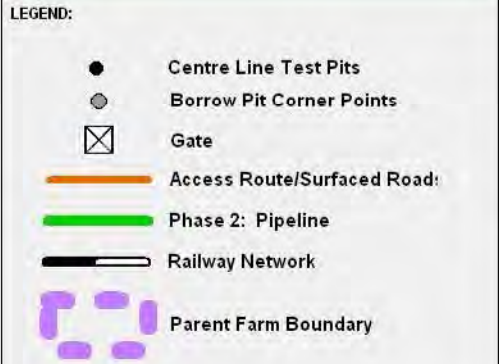 LEGEND:
Centre Line Test Pits
Borrow Pit Corner Points
Gate
Access Route/Surfaced Roads
Phase 2: Pipeline
Railway Network
Parent Farm Boundary